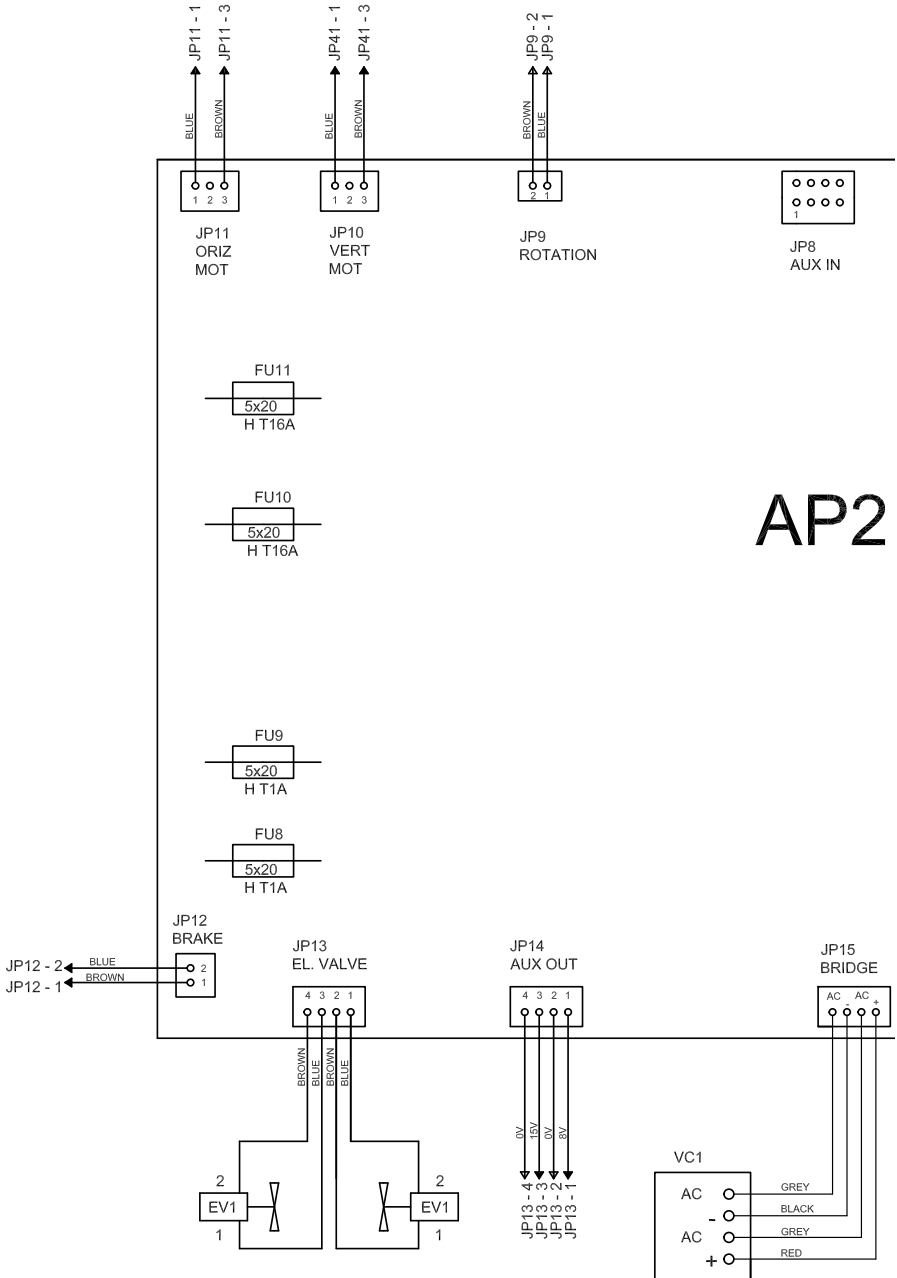 JP11 - 1
JP11 - 3
JP41 - 1
JP41 - 3
JP9 - 2
JP9 - 1
BLUE
BROWN
BLUE
BROWN
BROWN
BLUE
1 2 3
1 2 3
2 1
1
JP11
ORIZ
MOT
JP10
VERT
MOT
JP9
ROTATION
JP8
AUX IN
FU11
5x20
H T16A
FU10
5x20
H T16A
AP2
FU9
5x20
H T1A
FU8
5x20
H T1A
JP12
BRAKE
JP12 - 2
BLUE
2
JP12 - 1
BROWN
1
JP13
EL. VALVE
4 3 2 1
JP14
AUX OUT
4 3 2 1
JP15
BRIDGE
AC - AC +
BROWN
BLUE
BROWN
BLUE
0V
15V
0V
8V
JP13 - 4
JP13 - 3
JP13 - 2
JP13 - 1
2
EV1
1
2
EV1
1
VC1
AC
GREY
-
BLACK
AC
GREY
+
RED